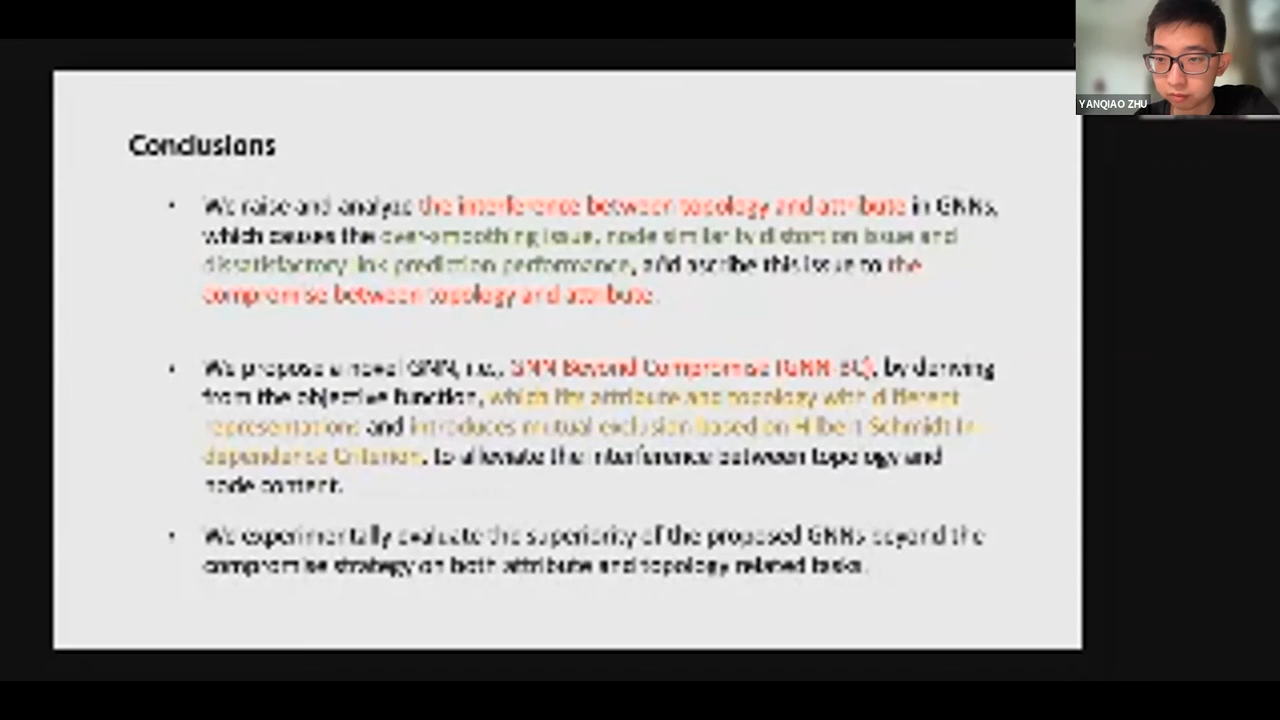 YANQIAO ZHU
Conclusions
• We raise and analyze the interference between topology and attribute in GNNs,
which causes the over-smoothing issue, node similarity distortion issue and
dissatisfactory link prediction performance, and ascribe this issue to the
compromise between topology and attribute.
• We propose a novel GNN, i.e., GNN Beyond Compromise (GNN-BC), by deriving
from the objective function, which fits attribute and topology with different
representations and introduces mutual exclusion based on Hilbert-Schmidt In-
dependence Criterion, to alleviate the interference between topology and
node content.
• We experimentally evaluate the superiority of the proposed GNNs beyond the
compromise strategy on both attribute and topology related tasks.